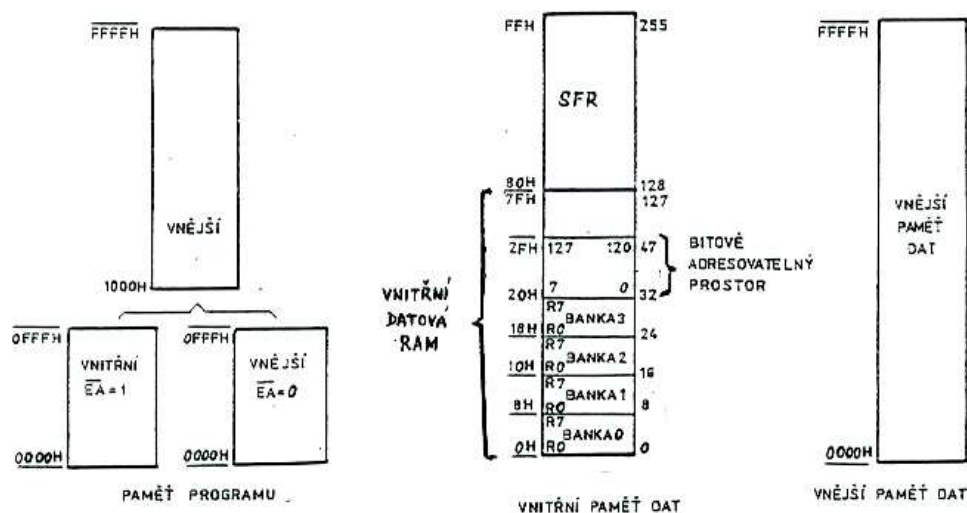 FFFFH
VNĚJŠÍ
1000H
0FFFH
VNITŘNÍ
EA=1
0000H
0FFFH
VNĚJŠÍ
EA=0
0000H
PAMĚŤ PROGRAMU
FFH 255
SFR
80H 128
7FH 127
2FH 127 120 47
BITOVĚ
ADRESOVATELNÝ
PROSTOR
7 0
20H 32
VNITŘNÍ
DATOVÁ
RAM
R7
BANKA3
18H R0 24
R7
BANKA2
10H R0 16
R7
BANKA1
8H R0 8
R7
BANKA0
0H R0 0
VNITŘNÍ PAMĚŤ DAT
FFFFH
VNĚJŠÍ
PAMĚŤ
DAT
0000H
VNĚJŠÍ PAMĚŤ DAT